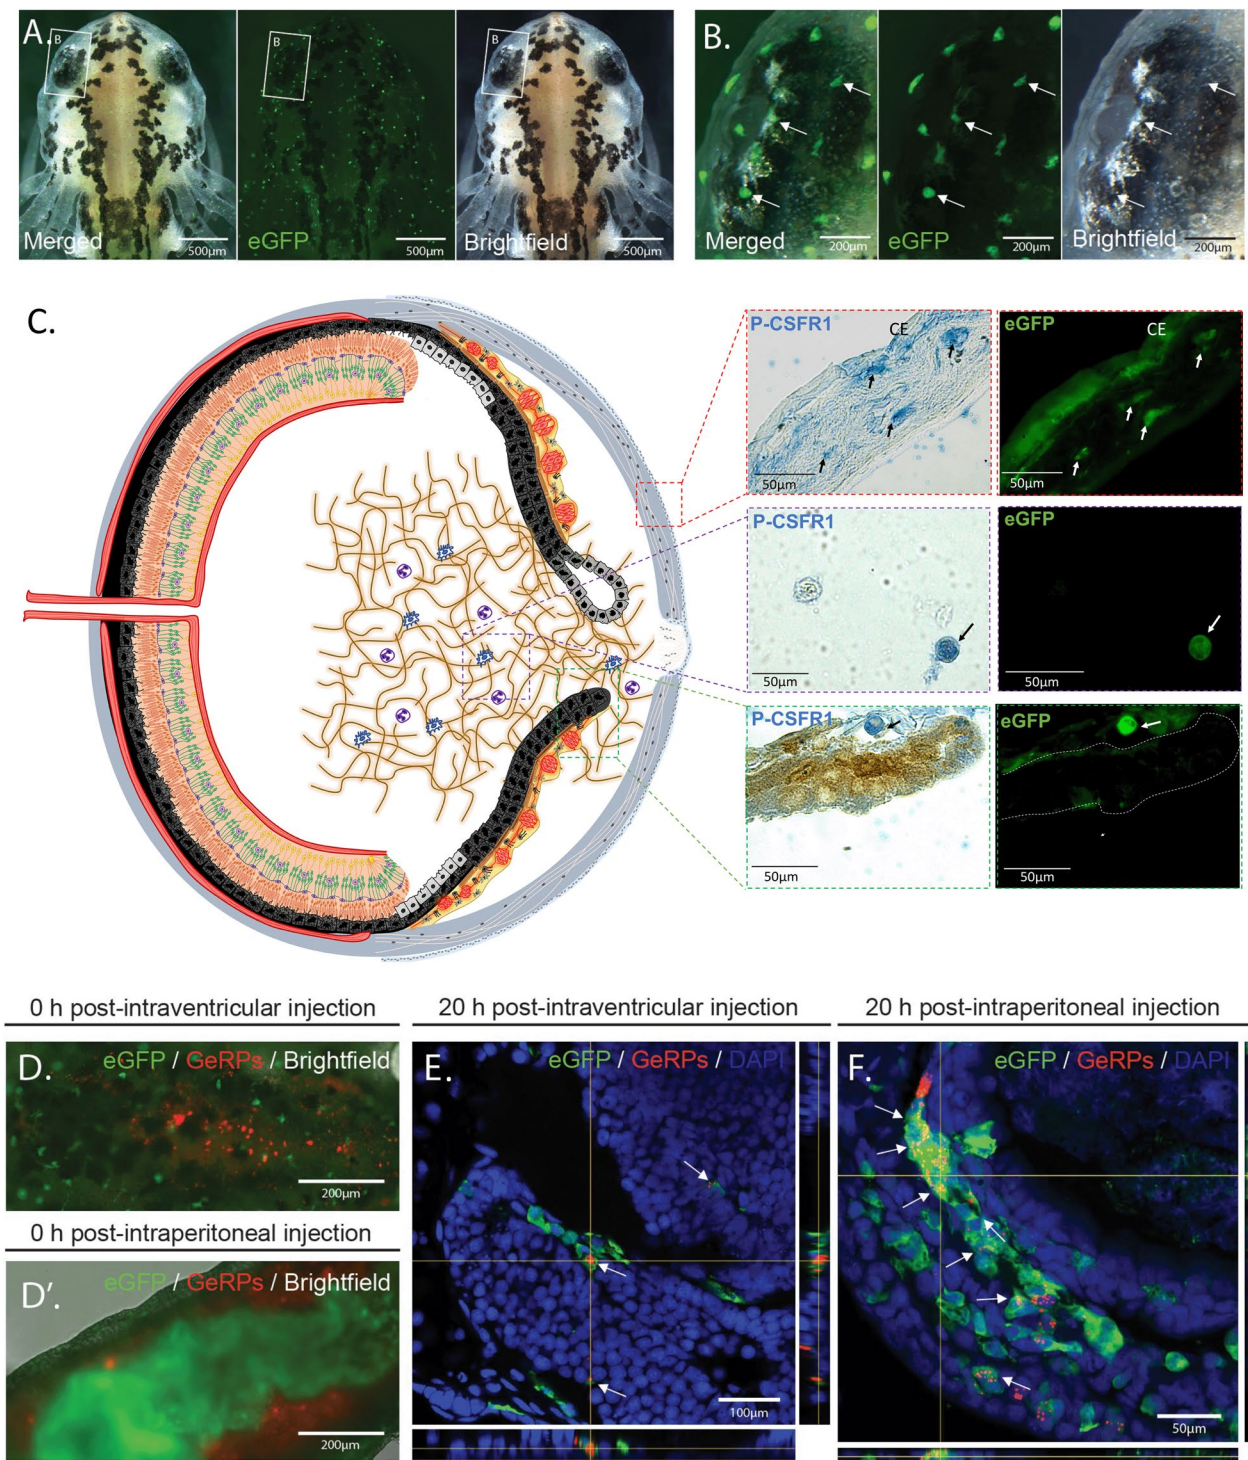 A.
B
Merged
500µm
B
eGFP
500µm
B
Brightfield
500µm
B.
Merged
200µm
eGFP
200µm
Brightfield
200µm
C.
P-CSFR1
CE
50µm
eGFP
CE
50µm
P-CSFR1
50µm
eGFP
50µm
P-CSFR1
50µm
eGFP
50µm
0 h post-intraventricular injection
D.
eGFP / GeRPs / Brightfield
200µm
0 h post-intraperitoneal injection
D'.
eGFP / GeRPs / Brightfield
200µm
20 h post-intraventricular injection
E.
eGFP / GeRPs / DAPI
100µm
20 h post-intraperitoneal injection
F.
eGFP / GeRPs / DAPI
50µm